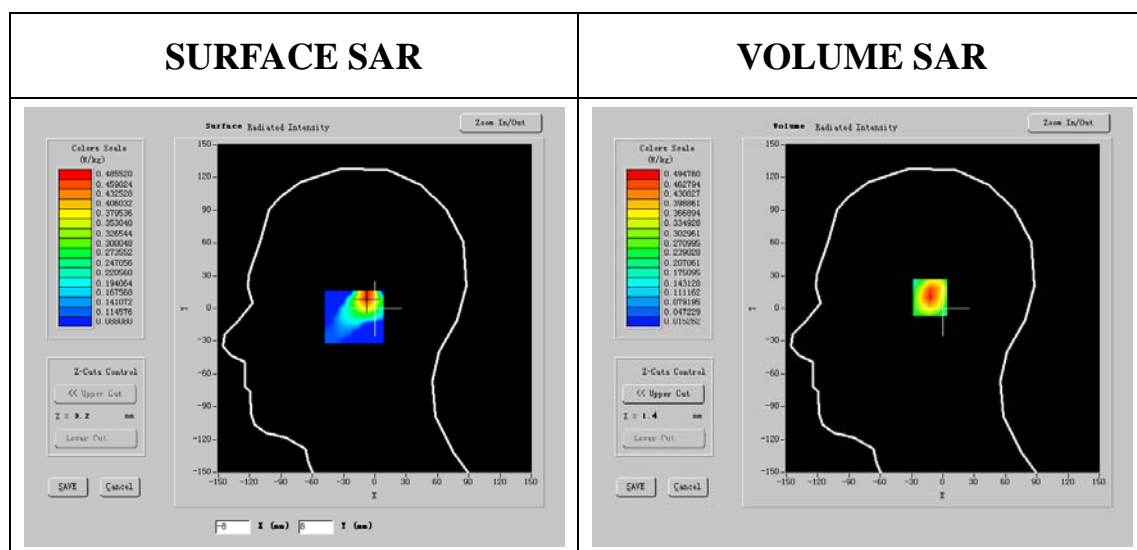 SURFACE SAR
VOLUME SAR
Surface Radiated Intensity
Zoom In/Out
Colors Scale
(W/kg)
0.485520
0.459024
0.432528
0.406032
0.379536
0.353040
0.326544
0.300048
0.273552
0.247056
0.220560
0.194064
0.167568
0.141072
0.114576
0.088080
150
120
90
60
30
0
-30
-60
-90
-120
-150
Y
-150 -120 -90 -60 -30 0 30 60 90 120 150
X
Z-Cuts Control
<< Upper Cut
Lower Cut
SAVE Cancel
-8 X (mm) 8 Y (mm)
Volume Radiated Intensity
Zoom In/Out
Colors Scale
(W/kg)
0.494760
0.462794
0.430827
0.398861
0.366894
0.334928
0.302961
0.270995
0.239028
0.207061
0.175095
0.143128
0.111162
0.079195
0.047229
0.015262
150
120
90
60
30
0
-30
-60
-90
-120
-150
Y
-150 -120 -90 -60 -30 0 30 60 90 120 150
X
Z-Cuts Control
<< Upper Cut
Z = 1.4 mm
Lower Cut
SAVE Cancel